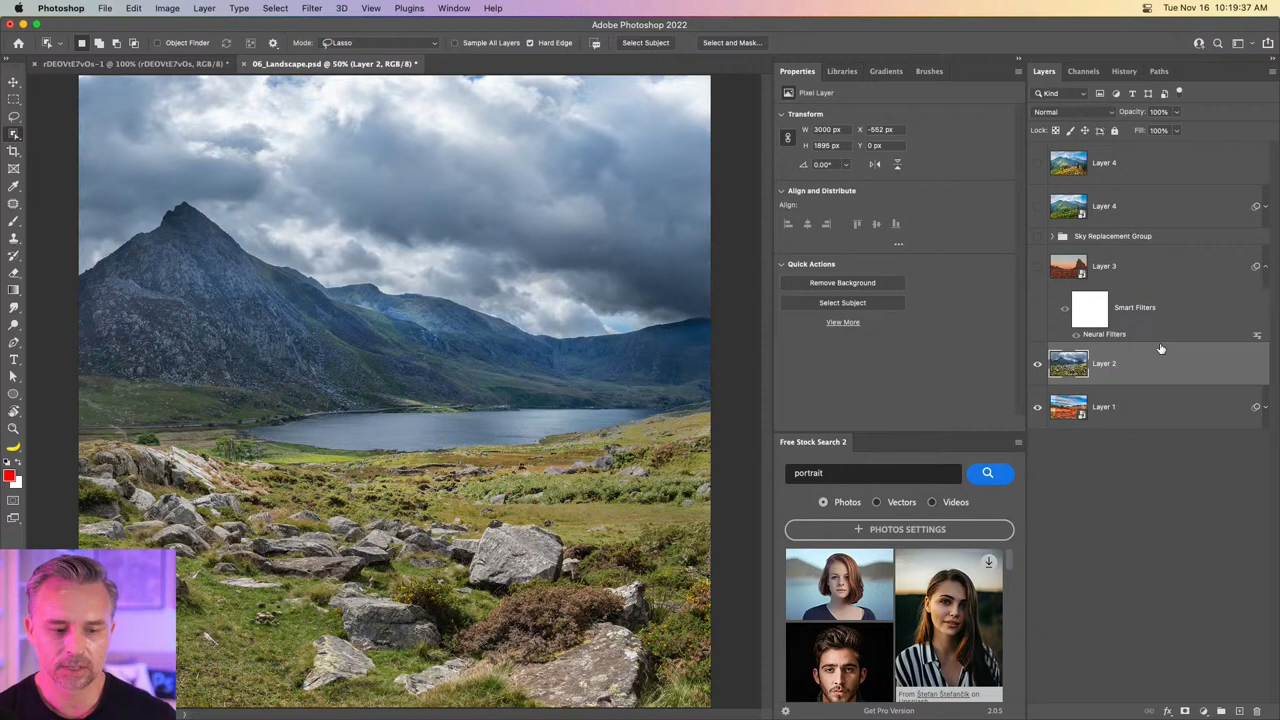 Photoshop File Edit Image Layer Type Select Filter 3D View Plugins Window Help Tue Nov 16 10:19:37 AM
Adobe Photoshop 2022
Object Finder Mode: Lasso Sample All Layers Hard Edge Select Subject Select and Mask...
rDEOVtE7vOs-1 @ 100% (rDEOVtE7vOs, RGB/8) * 06_Landscape.psd @ 50% (Layer 2, RGB/8) *
Properties Libraries Gradients Brushes
Pixel Layer
Transform
W 3000 px X -552 px
H 1895 px Y 0 px
0.00°
Align and Distribute
Align:
Quick Actions
Remove Background
Select Subject
View More
Free Stock Search 2
portrait
Photos Vectors Videos
+ PHOTOS SETTINGS
From Štefan Štefančík on
Get Pro Version 2.0.5
Layers Channels History Paths
Kind
Normal Opacity: 100%
Lock: Fill: 100%
Layer 4
Layer 4
Sky Replacement Group
Layer 3
Smart Filters
Neural Filters
Layer 2
Layer 1
fx